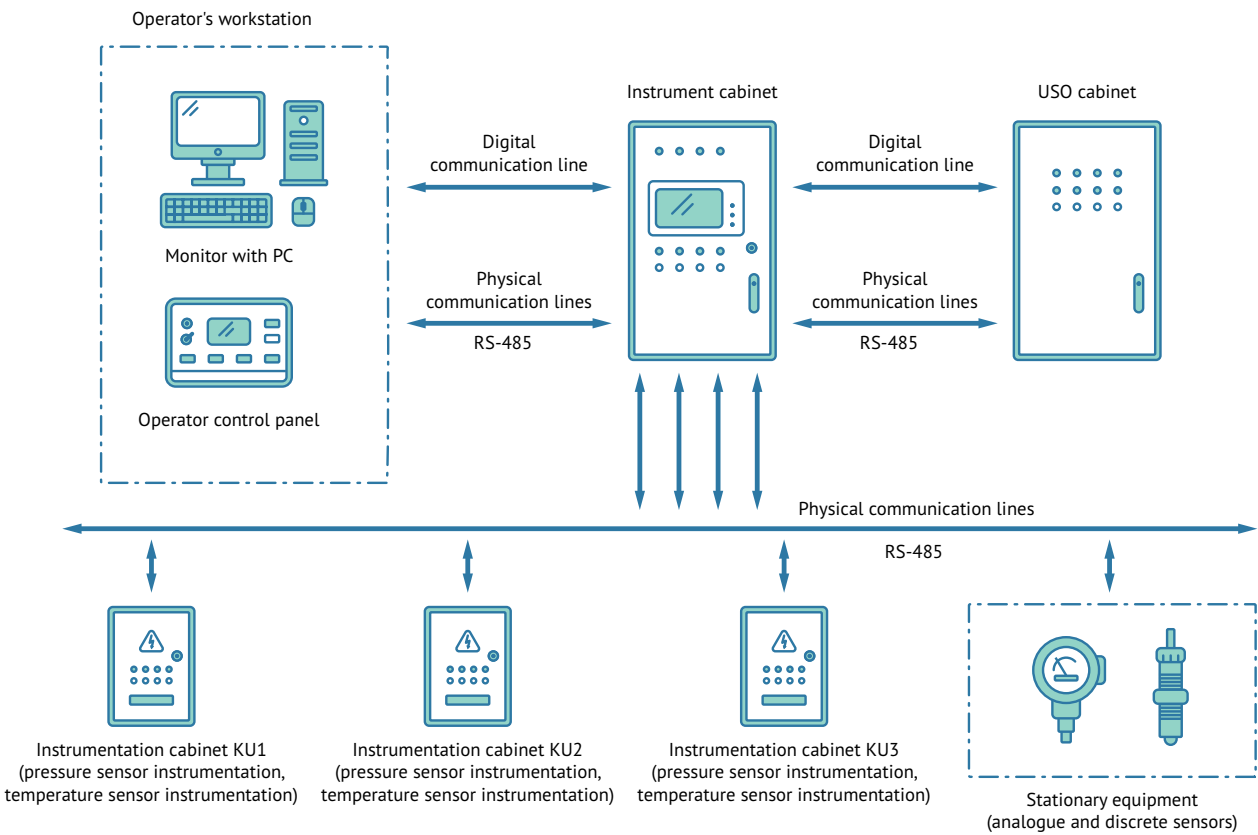 Operator's workstation
Instrument cabinet
USO cabinet
Digital
communication line
Digital
communication line
Monitor with PC
Physical
communication lines
RS-485
Physical
communication lines
RS-485
Operator control panel
Physical communication lines
RS-485
Instrumentation cabinet KU1
(pressure sensor instrumentation,
temperature sensor instrumentation)
Instrumentation cabinet KU2
(pressure sensor instrumentation,
temperature sensor instrumentation)
Instrumentation cabinet KU3
(pressure sensor instrumentation,
temperature sensor instrumentation)
Stationary equipment
(analogue and discrete sensors)